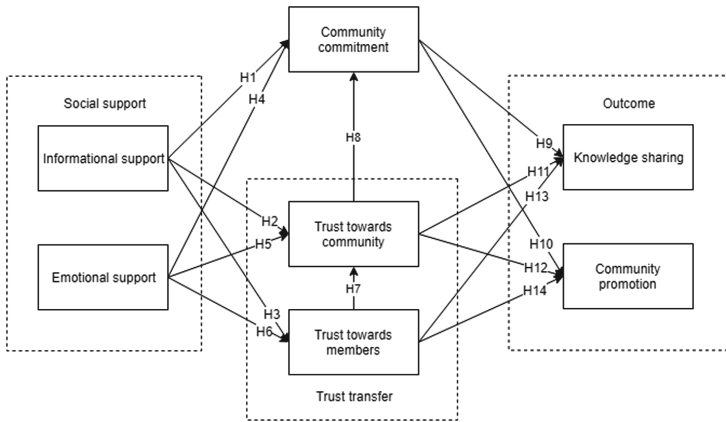 Community
commitment
H1
H4
Social support
Outcome
Informational support
H8
H9
Knowledge sharing
H11
H13
H2
Trust towards
community
H5
H10
Emotional support
H12
Community
promotion
H7
H14
H3
H6
Trust towards
members
Trust transfer